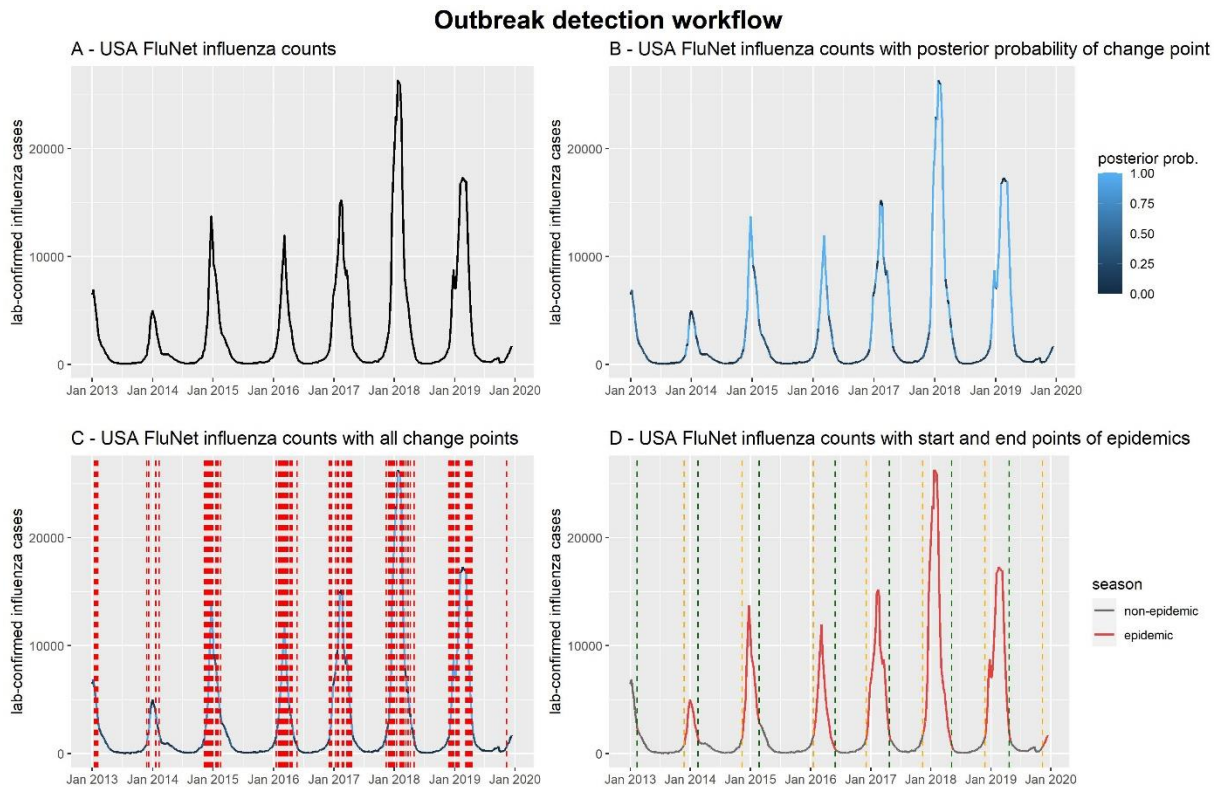 Outbreak detection workflow
A - USA FluNet influenza counts
lab-confirmed influenza cases
20000
10000
0
Jan 2013 Jan 2014 Jan 2015 Jan 2016 Jan 2017 Jan 2018 Jan 2019 Jan 2020
B - USA FluNet influenza counts with posterior probability of change point
lab-confirmed influenza cases
20000
10000
0
Jan 2013 Jan 2014 Jan 2015 Jan 2016 Jan 2017 Jan 2018 Jan 2019 Jan 2020
posterior prob.
1.00
0.75
0.50
0.25
0.00
C - USA FluNet influenza counts with all change points
lab-confirmed influenza cases
20000
10000
0
Jan 2013 Jan 2014 Jan 2015 Jan 2016 Jan 2017 Jan 2018 Jan 2019 Jan 2020
D - USA FluNet influenza counts with start and end points of epidemics
lab-confirmed influenza cases
20000
10000
0
Jan 2013 Jan 2014 Jan 2015 Jan 2016 Jan 2017 Jan 2018 Jan 2019 Jan 2020
season
non-epidemic
epidemic